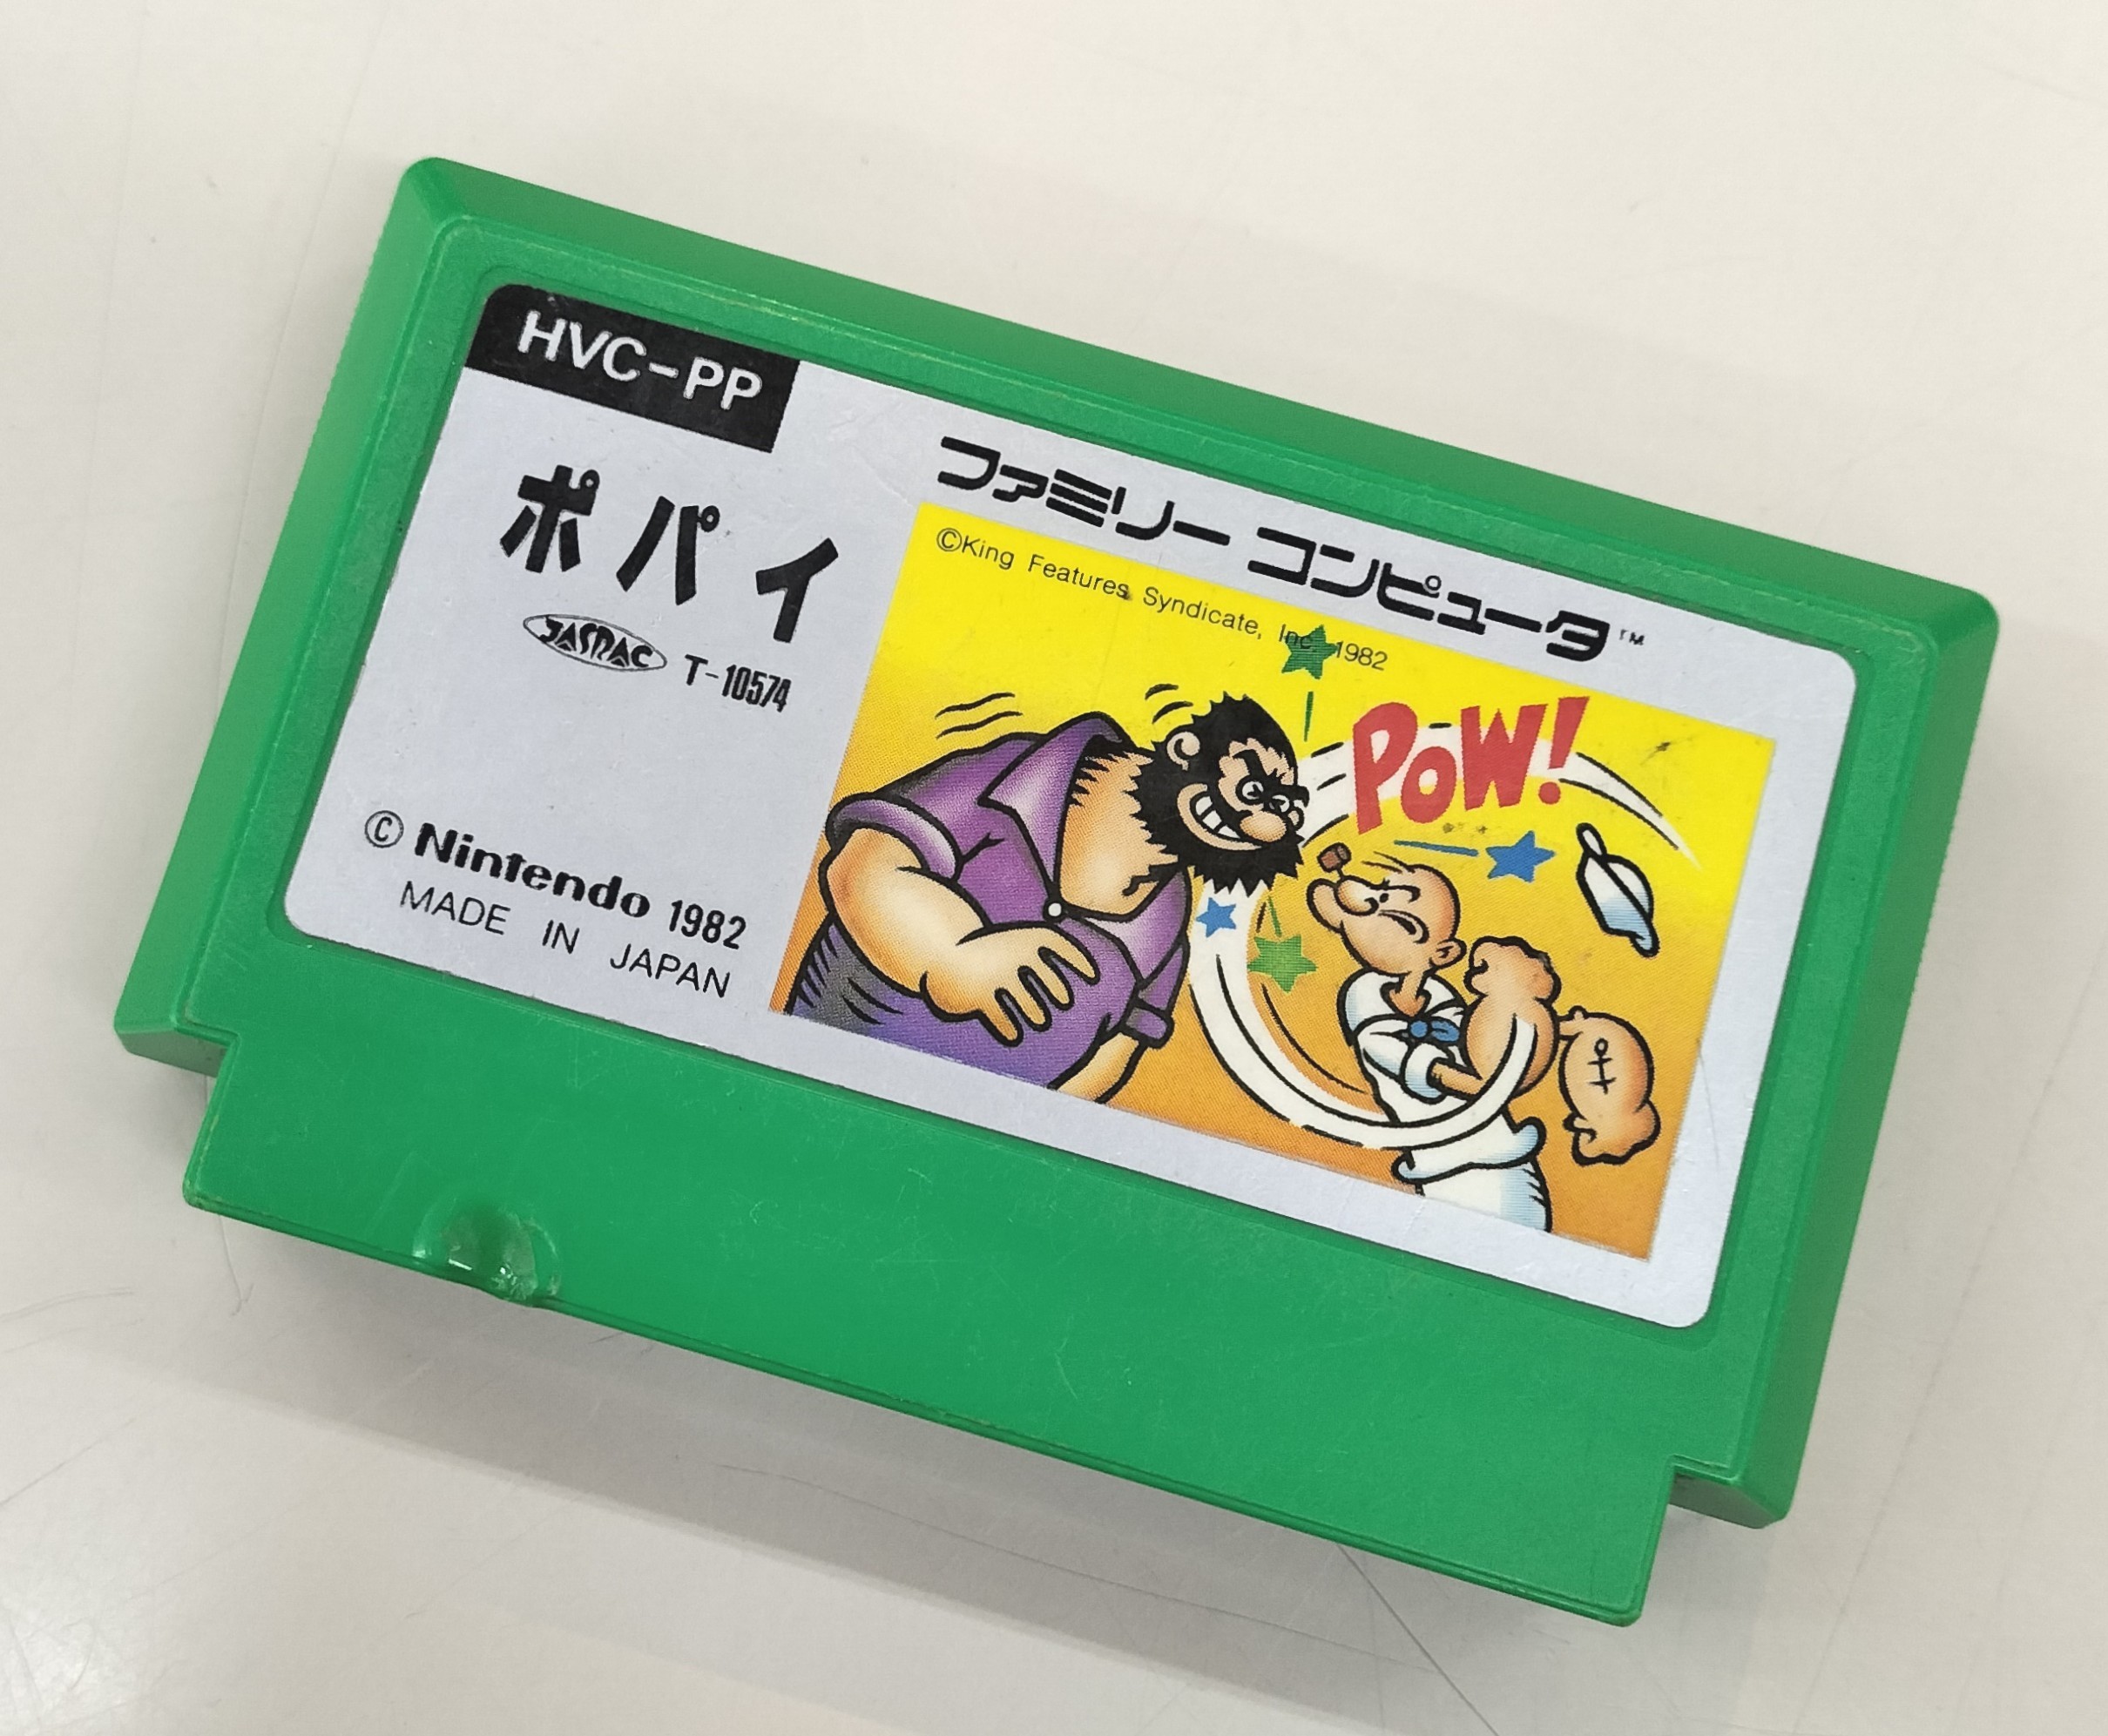 HVC-PP
ファミリー コンピュータ™
ポパイ
JASRAC T-10574
©King Features Syndicate, Inc. 1982
POW!
© Nintendo 1982
MADE IN JAPAN